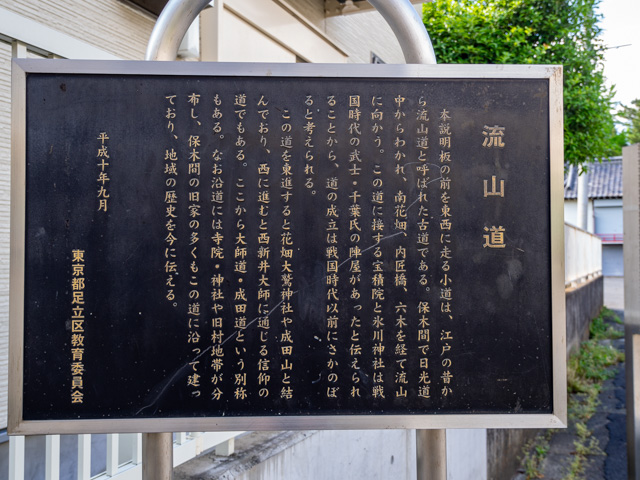 流山道
本説明板の前を東西に走る小道は、江戸の昔か
ら流山道と呼ばれた古道である。保木間で日光道
中からわかれ、南花畑、内匠橋、六木を経て流山
に向かう。この道に接する宝積院と氷川神社は戦
国時代の武士・千葉氏の陣屋があったと伝えられ
ることから、道の成立は戦国時代以前にさかのぼ
ると考えられる。
この道を東進すると花畑大鷲神社や成田山と結
んでおり、西に進むと西新井大師に通じる信仰の
道でもある。ここから大師道・成田道という別称
もある。なお沿道には寺院・神社や旧村地帯が分
布し、保木間の旧家の多くもこの道に沿って建っ
ており、地域の歴史を今に伝える。
平成十年九月
東京都足立区教育委員会